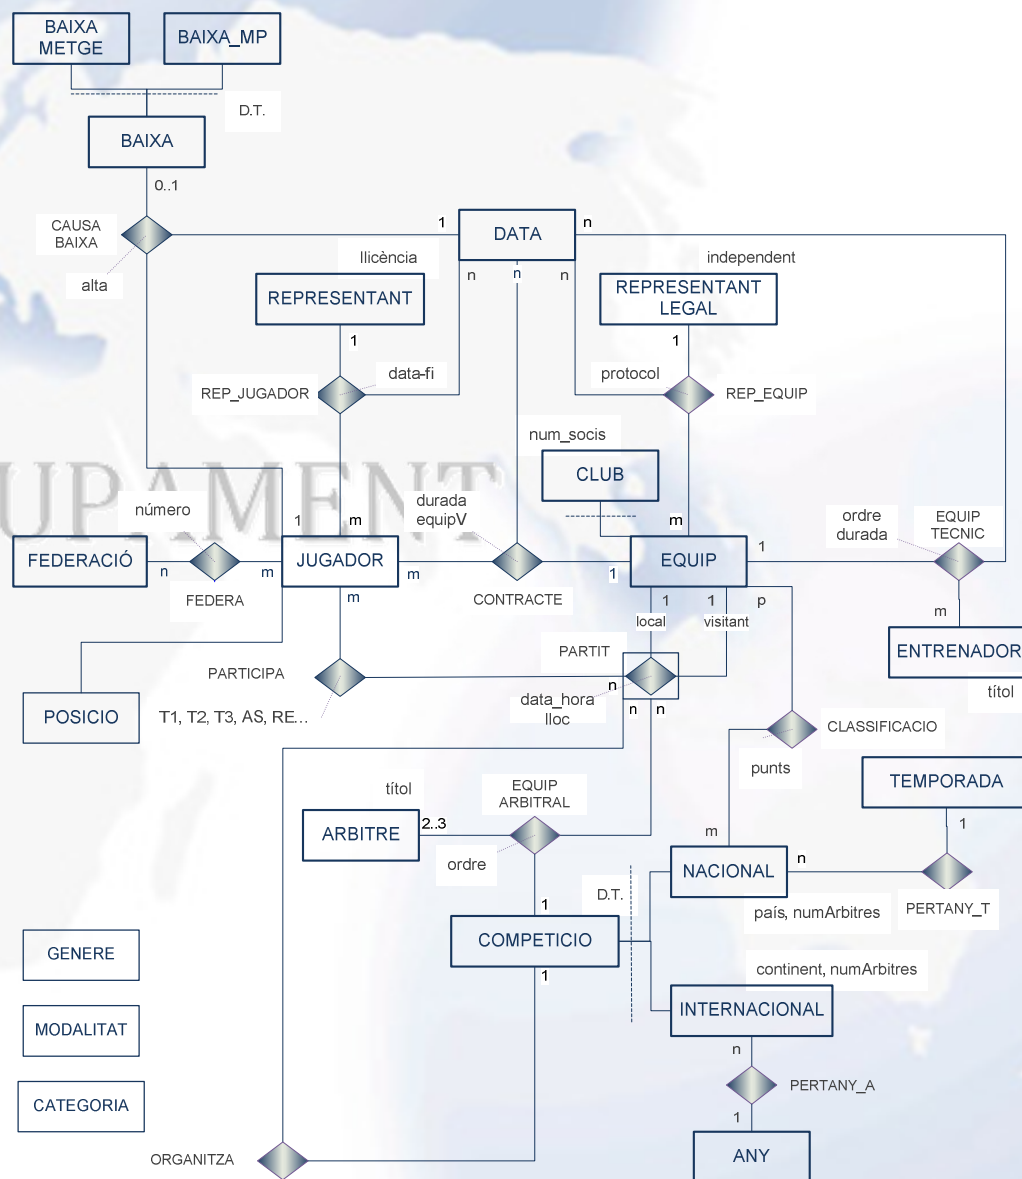 BAIXA
METGE
BAIXA_MP
D.T.
BAIXA
0..1
CAUSA
BAIXA
alta
1
DATA
n
n
n
n
llicència
REPRESENTANT
1
independent
REPRESENTANT
LEGAL
1
REP_JUGADOR
data-fi
protocol
REP_EQUIP
num_socis
CLUB
UPAMENT
número
1
m
durada
equipV
m
ordre
durada
EQUIP
TECNIC
FEDERACIÓ
n
m
JUGADOR
m
1
EQUIP
1
FEDERA
m
CONTRACTE
1
1
p
local
visitant
m
ENTRENADOR
títol
PARTICIPA
PARTIT
n
T1, T2, T3, AS, RE...
data_hora
lloc
n
n
POSICIO
CLASSIFICACIO
punts
TEMPORADA
1
títol
EQUIP
ARBITRAL
ARBITRE
2..3
ordre
m
NACIONAL
n
PERTANY_T
país, numArbitres
D.T.
1
COMPETICIO
1
continent, numArbitres
INTERNACIONAL
n
GENERE
MODALITAT
CATEGORIA
PERTANY_A
1
ANY
ORGANITZA